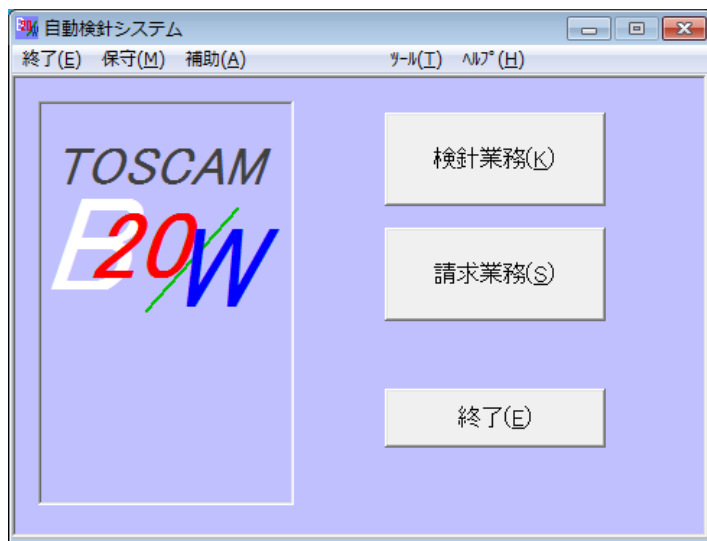 自動検針システム
終了(E) 保守(M) 補助(A) ﾂｰﾙ(T) ﾍﾙﾌﾟ(H)
TOSCAM
B20/W
検針業務(K)
請求業務(S)
終了(E)